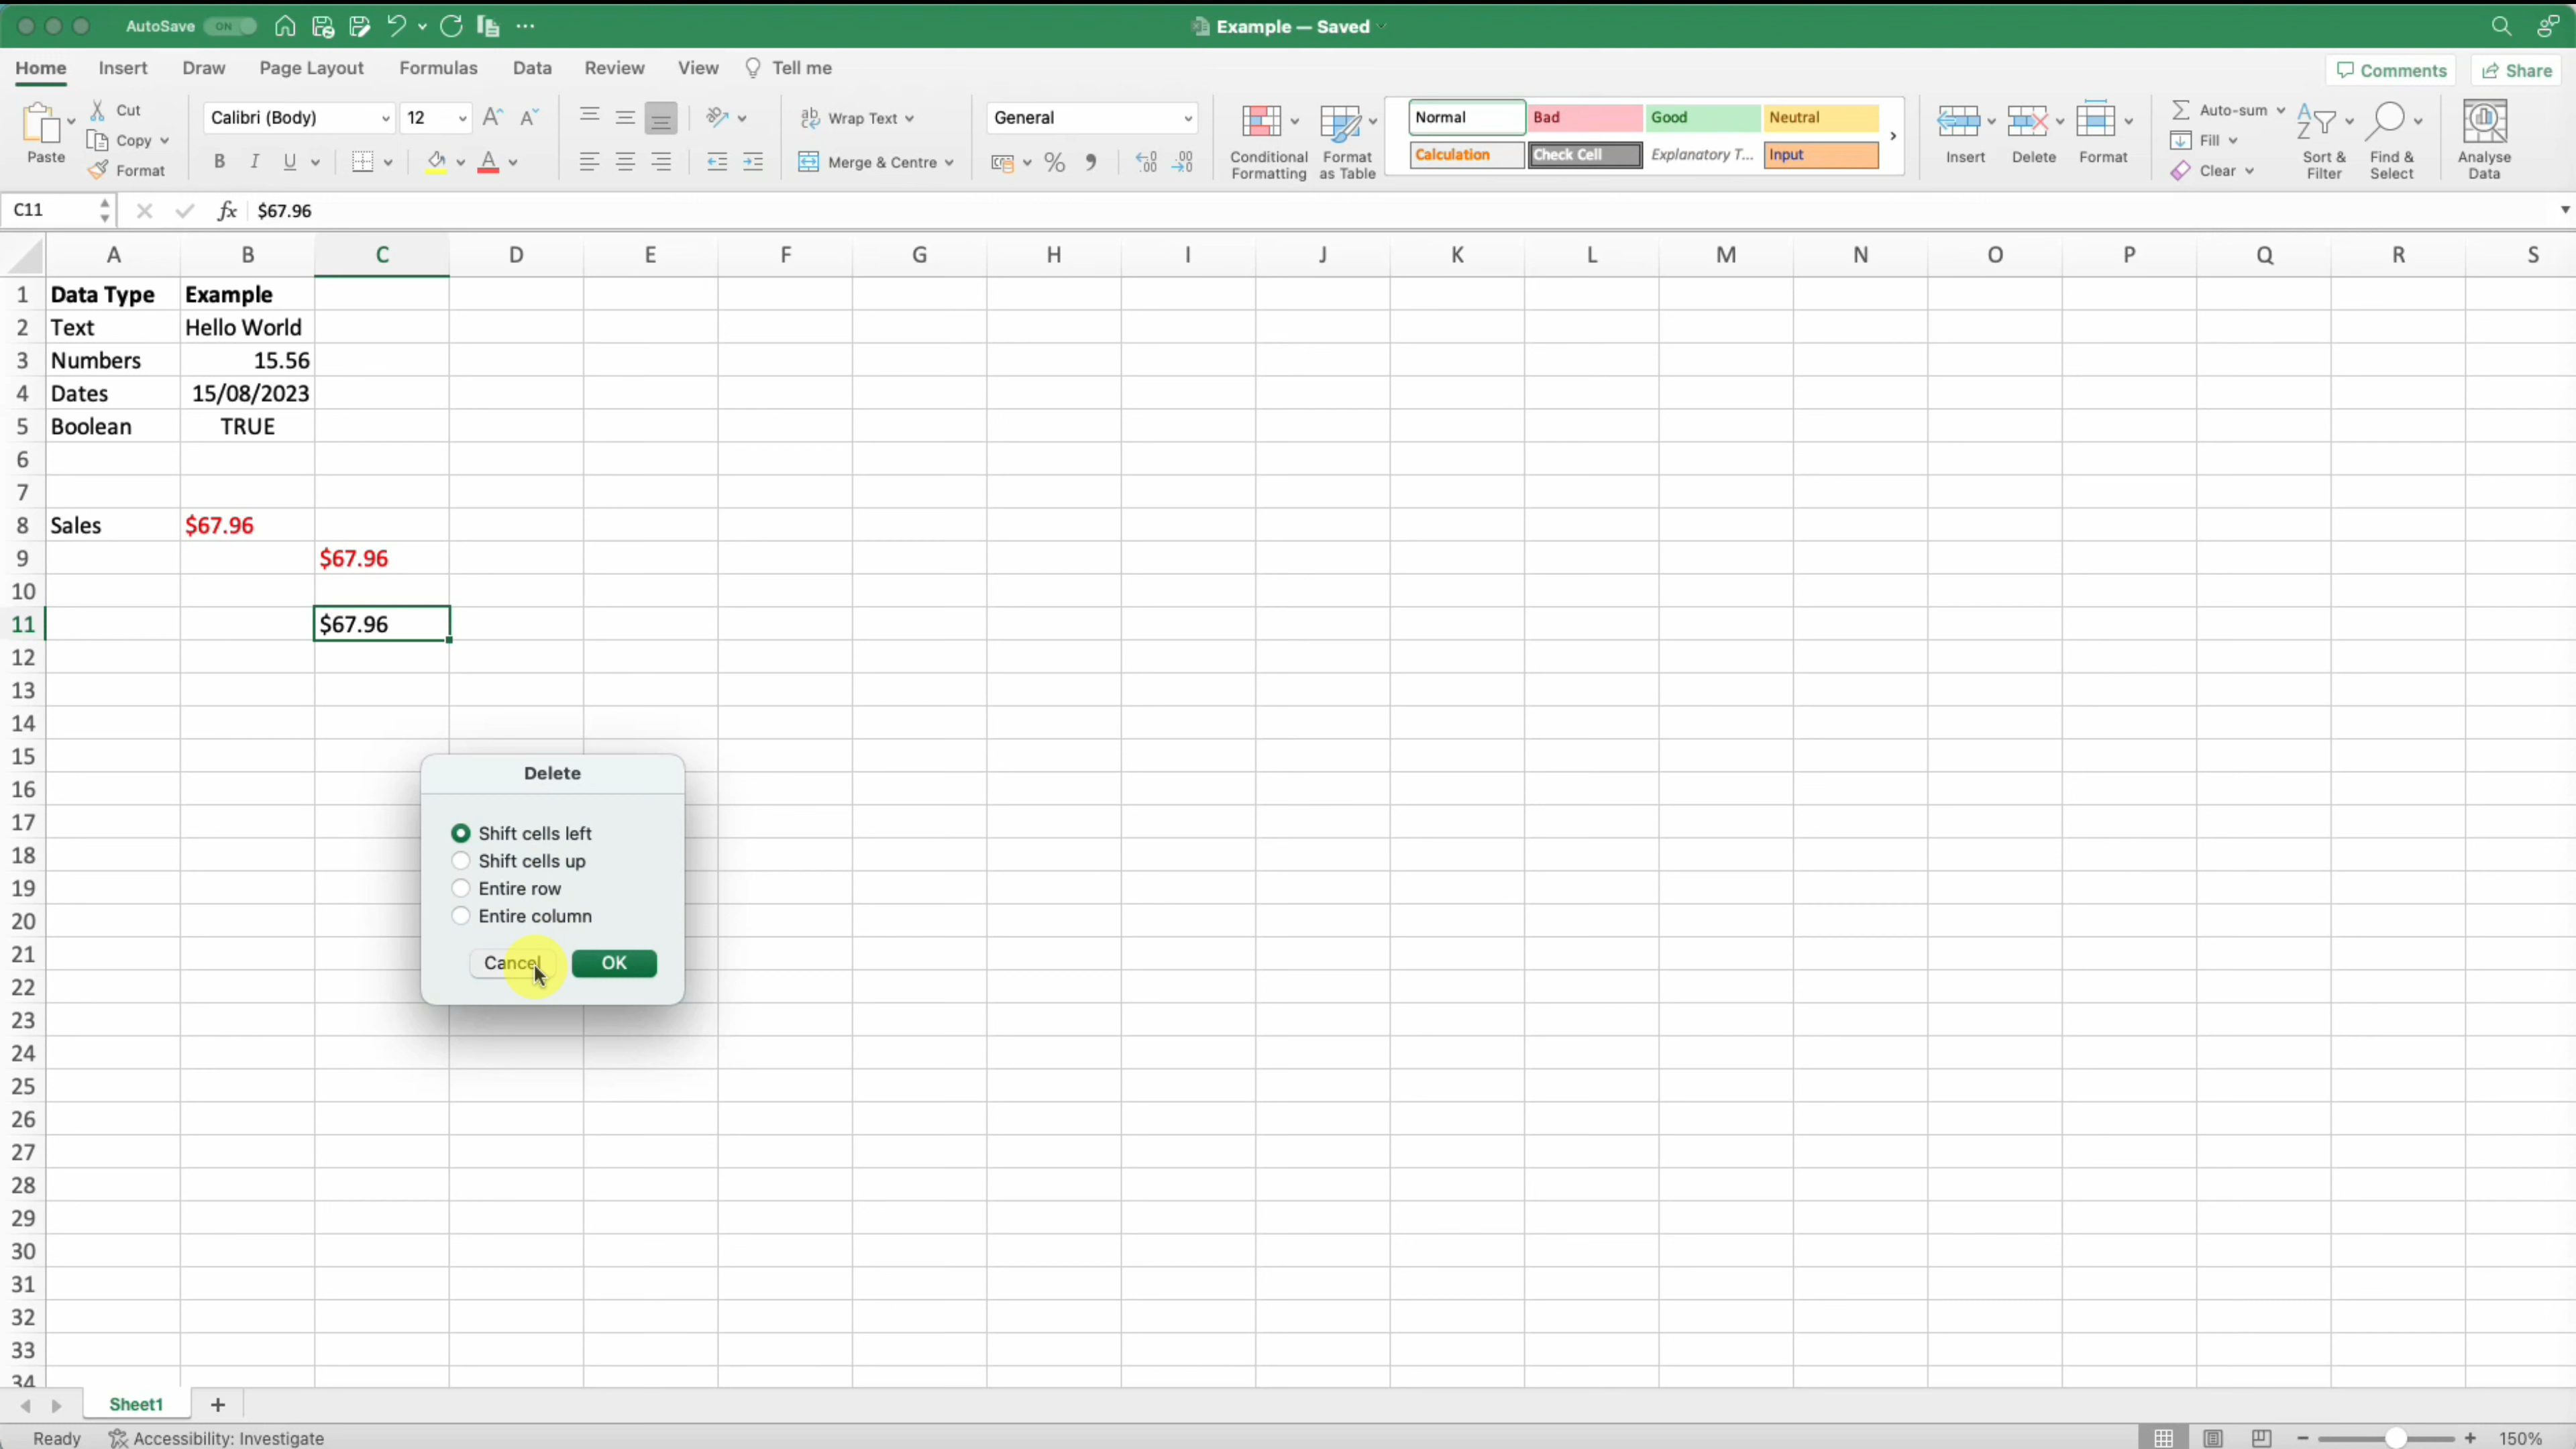 AutoSave ON Example — Saved
Home Insert Draw Page Layout Formulas Data Review View Tell me Comments Share
Paste Cut Copy Format
Calibri (Body) 12
B I U A
Wrap Text
Merge & Centre
General
Conditional Formatting
Format as Table
Normal Bad Good Neutral
Calculation Check Cell Explanatory T... Input
Insert Delete Format
Auto-sum
Fill
Clear
Sort & Filter
Find & Select
Analyse Data
C11 fx $67.96
A B C D E F G H I J K L M N O P Q R S
1 Data Type Example
2 Text Hello World
3 Numbers 15.56
4 Dates 15/08/2023
5 Boolean TRUE
6
7
8 Sales $67.96
9 $67.96
10
11 $67.96
12
13
14
15
16
17
18
19
20
21
22
23
24
25
26
27
28
29
30
31
32
33
34
Delete
Shift cells left
Shift cells up
Entire row
Entire column
Cancel OK
Sheet1 +
Ready Accessibility: Investigate 150%